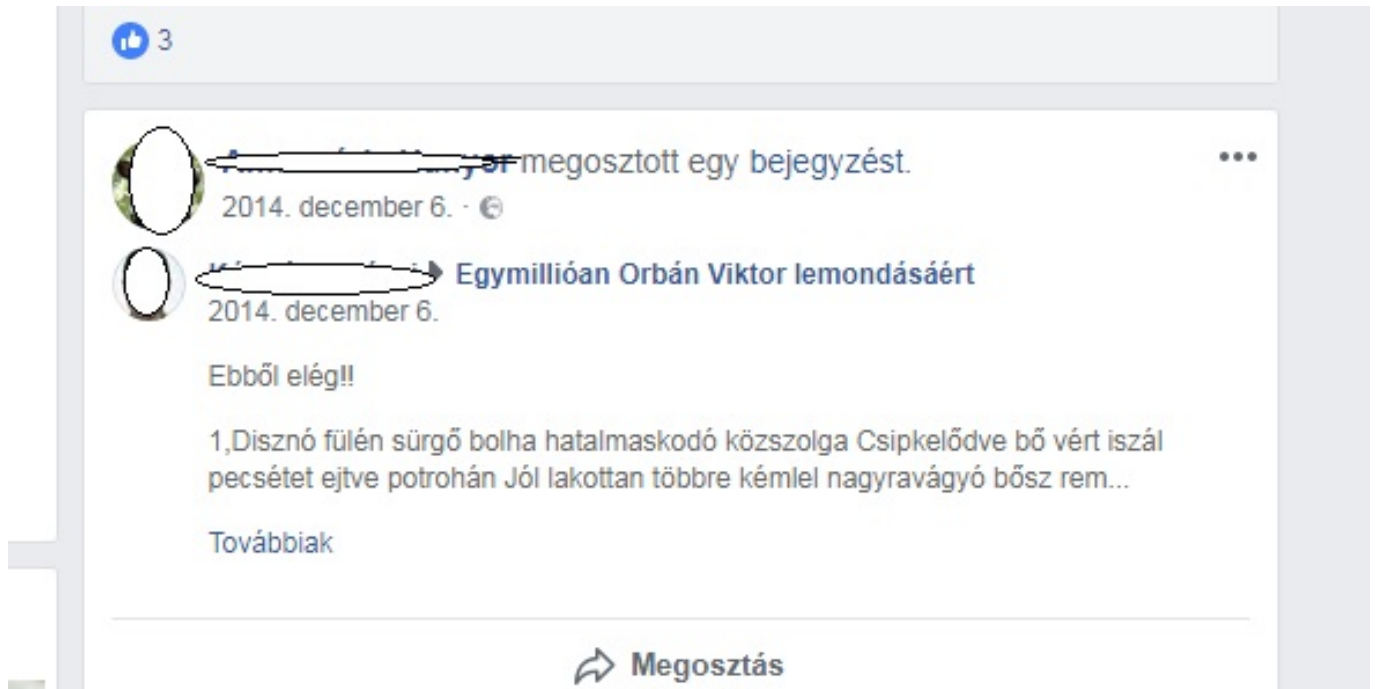 3
megosztott egy bejegyzést.
2014. december 6.
Egymillióan Orbán Viktor lemondásáért
2014. december 6.
Ebből elég!!
1,Disznó fülén sürgő bolha hatalmaskodó közszolga Csipkelődve bő vért iszál
pecsétet ejtve potrohán Jól lakottan többre kémlel nagyravágyó bősz rem...
Továbbiak
Megosztás